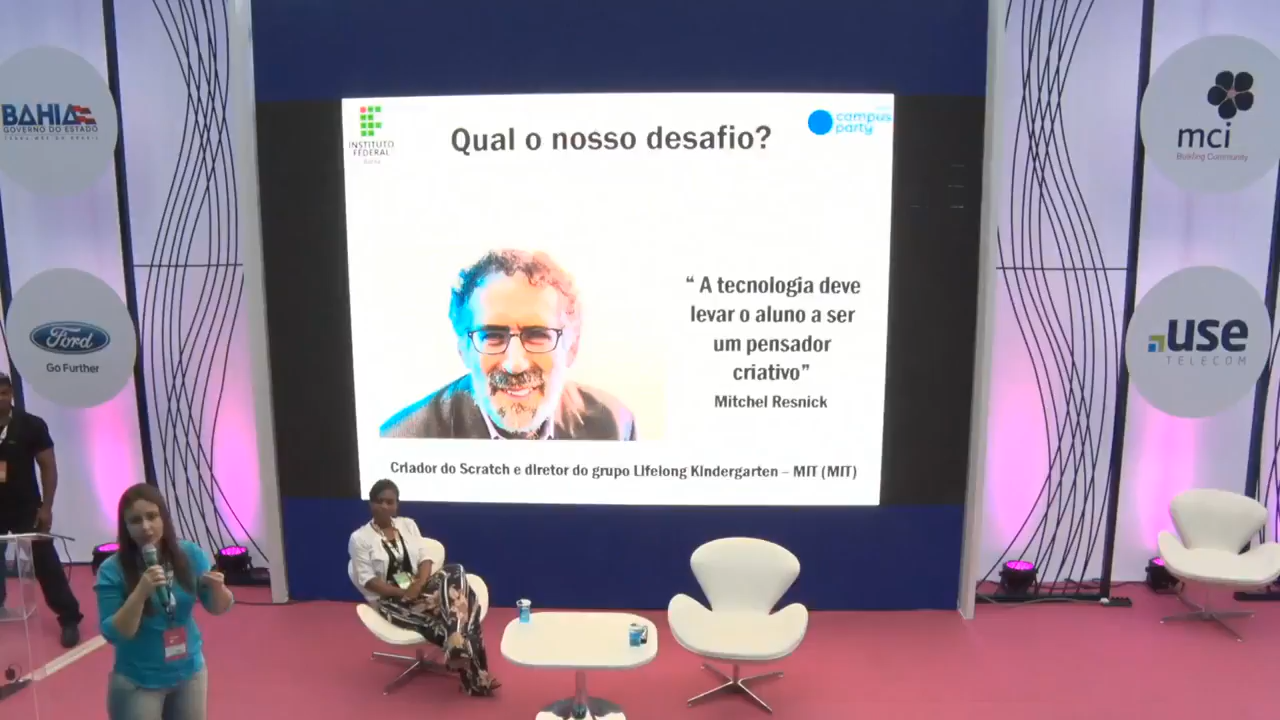 BAHIA
GOVERNO DO ESTADO
Ford
Go Further
INSTITUTO
FEDERAL
Qual o nosso desafio?
campus
party
“ A tecnologia deve
levar o aluno a ser
um pensador
criativo”
Mitchel Resnick
Criador do Scratch e diretor do grupo Lifelong Kindergarten – MIT (MIT)
mci
Building Community
use
TELECOM